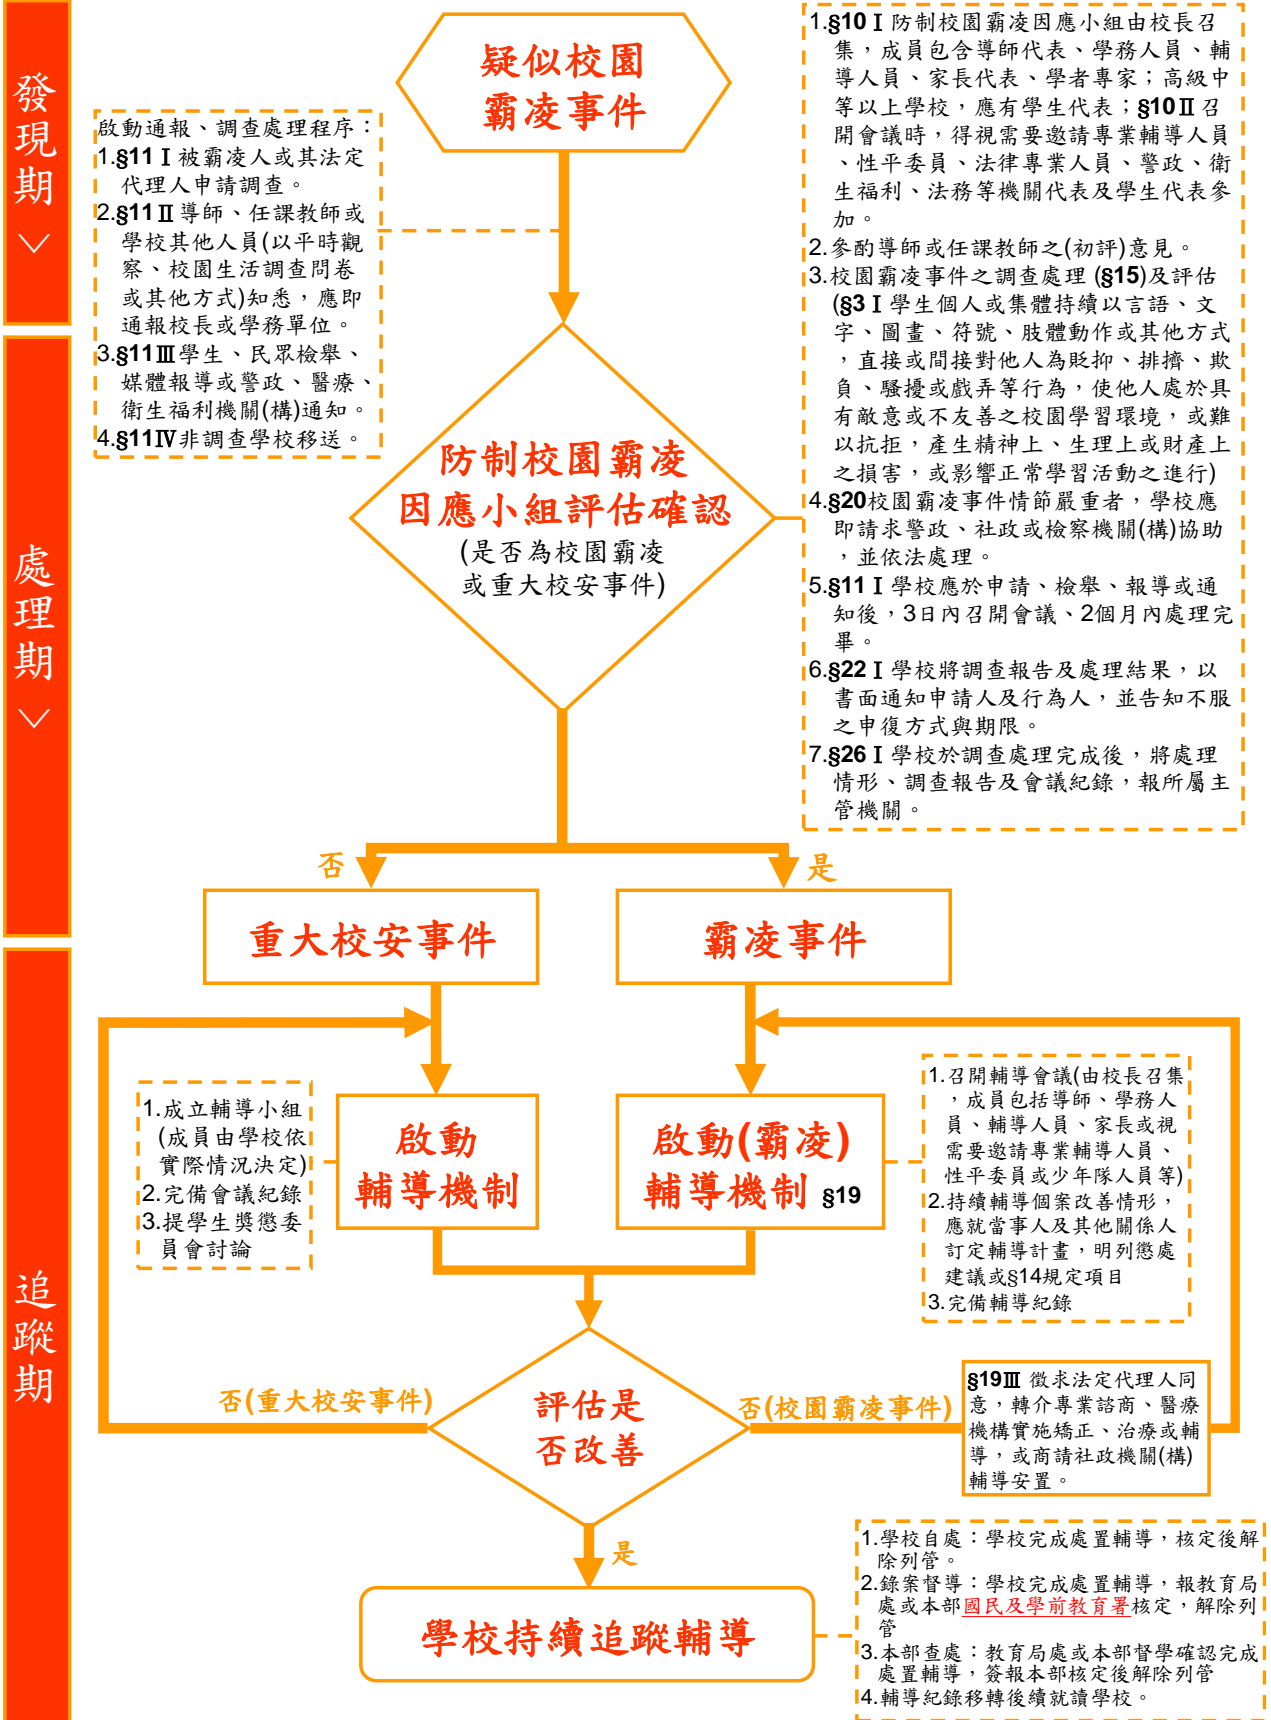 發現期
疑似校園
霸凌事件
啟動通報、調查處理程序：
1.§11Ⅰ被霸凌人或其法定
代理人申請調查。
2.§11Ⅱ導師、任課教師或
學校其他人員(以平時觀
察、校園生活調查問卷
或其他方式)知悉，應即
通報校長或學務單位。
3.§11Ⅲ學生、民眾檢舉、
媒體報導或警政、醫療、
衛生福利機關(構)通知。
4.§11Ⅳ非調查學校移送。
1.§10Ⅰ防制校園霸凌因應小組由校長召
集，成員包含導師代表、學務人員、輔
導人員、家長代表、學者專家；高級中
等以上學校，應有學生代表；§10Ⅱ召
開會議時，得視需要邀請專業輔導人員
、性平委員、法律專業人員、警政、衛
生福利、法務等機關代表及學生代表參
加。
2.參酌導師或任課教師之(初評)意見。
3.校園霸凌事件之調查處理 (§15)及評估
(§3Ⅰ學生個人或集體持續以言語、文
字、圖畫、符號、肢體動作或其他方式
，直接或間接對他人為貶抑、排擠、欺
負、騷擾或戲弄等行為，使他人處於具
有敵意或不友善之校園學習環境，或難
以抗拒，產生精神上、生理上或財產上
之損害，或影響正常學習活動之進行)
4.§20校園霸凌事件情節嚴重者，學校應
即請求警政、社政或檢察機關(構)協助
，並依法處理。
5.§11Ⅰ學校應於申請、檢舉、報導或通
知後，3日內召開會議、2個月內處理完
畢。
6.§22Ⅰ學校將調查報告及處理結果，以
書面通知申請人及行為人，並告知不服
之申復方式與期限。
7.§26Ⅰ學校於調查處理完成後，將處理
情形、調查報告及會議紀錄，報所屬主
管機關。
處理期
防制校園霸凌
因應小組評估確認
(是否為校園霸凌
或重大校安事件)
否
是
重大校安事件
霸凌事件
追蹤期
1.成立輔導小組
(成員由學校依
實際情況決定)
2.完備會議紀錄
3.提學生獎懲委
員會討論
啟動
輔導機制
啟動(霸凌)
輔導機制 §19
1.召開輔導會議(由校長召集
，成員包括導師、學務人
員、輔導人員、家長或視
需要邀請專業輔導人員、
性平委員或少年隊人員等)
2.持續輔導個案改善情形，
應就當事人及其他關係人
訂定輔導計畫，明列懲處
建議或§14規定項目
3.完備輔導紀錄
否(重大校安事件)
評估是
否改善
否(校園霸凌事件)
§19Ⅲ 徵求法定代理人同
意，轉介專業諮商、醫療
機構實施矯正、治療或輔
導，或商請社政機關(構)
輔導安置。
是
學校持續追蹤輔導
1.學校自處：學校完成處置輔導，核定後解
除列管。
2.錄案督導：學校完成處置輔導，報教育局
處或本部國民及學前教育署核定，解除列
管
3.本部查處：教育局處或本部督學確認完成
處置輔導，簽報本部核定後解除列管
4.輔導紀錄移轉後續就讀學校。